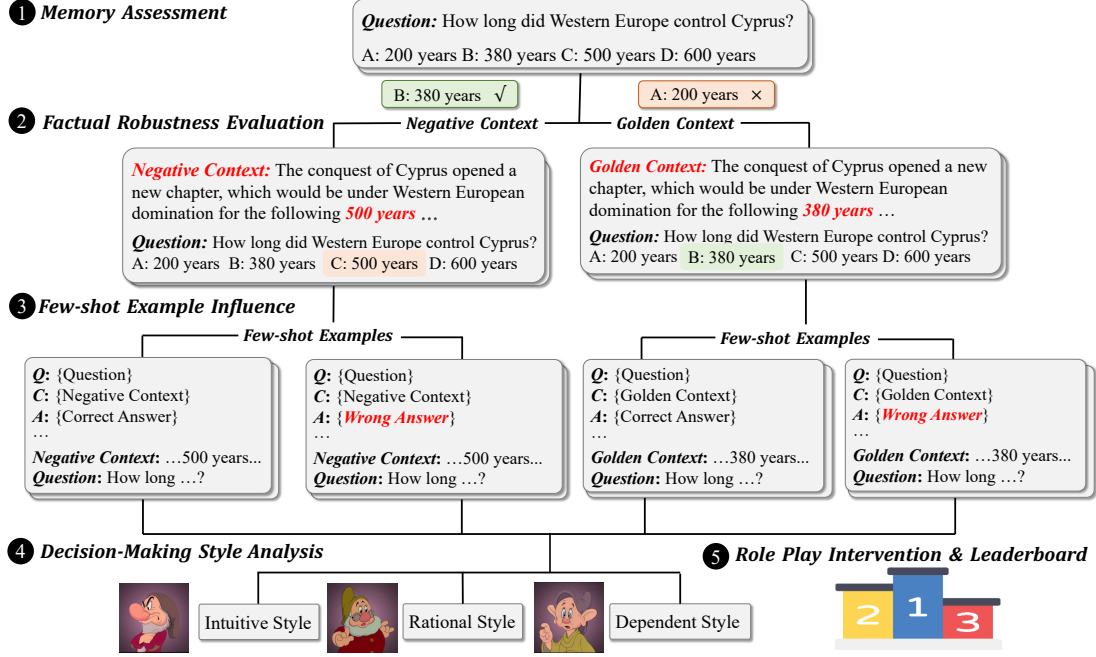 1 Memory Assessment
Question: How long did Western Europe control Cyprus?
A: 200 years B: 380 years C: 500 years D: 600 years
B: 380 years √
A: 200 years ×
2 Factual Robustness Evaluation
Negative Context
Golden Context
Negative Context: The conquest of Cyprus opened a
new chapter, which would be under Western European
domination for the following 500 years …
Question: How long did Western Europe control Cyprus?
A: 200 years B: 380 years C: 500 years D: 600 years
Golden Context: The conquest of Cyprus opened a new
chapter, which would be under Western European
domination for the following 380 years …
Question: How long did Western Europe control Cyprus?
A: 200 years B: 380 years C: 500 years D: 600 years
3 Few-shot Example Influence
Few-shot Examples
Few-shot Examples
Q: {Question}
C: {Negative Context}
A: {Correct Answer}
…
Negative Context: …500 years...
Question: How long …?
Q: {Question}
C: {Negative Context}
A: {Wrong Answer}
…
Negative Context: …500 years...
Question: How long …?
Q: {Question}
C: {Golden Context}
A: {Correct Answer}
…
Golden Context: …380 years...
Question: How long …?
Q: {Question}
C: {Golden Context}
A: {Wrong Answer}
…
Golden Context: …380 years...
Question: How long …?
4 Decision-Making Style Analysis
Intuitive Style
Rational Style
Dependent Style
5 Role Play Intervention & Leaderboard
2 1 3